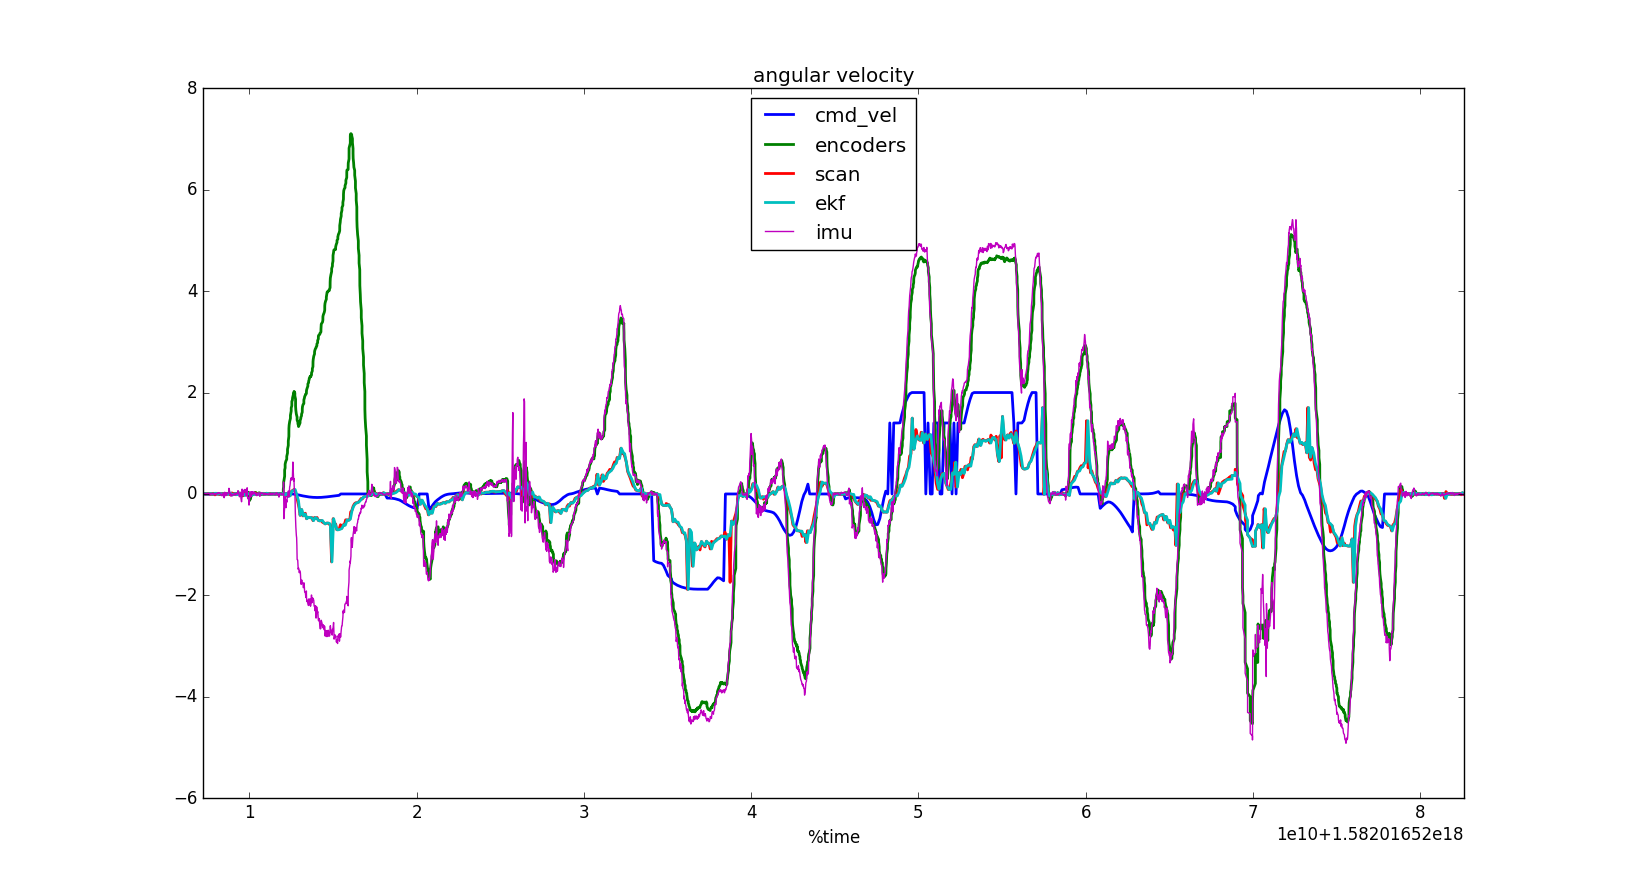 angular velocity
8
6
4
2
0
−2
−4
−6
cmd_vel
encoders
scan
ekf
imu
1 2 3 4 5 6 7 8
%time
1e10+1.58201652e18